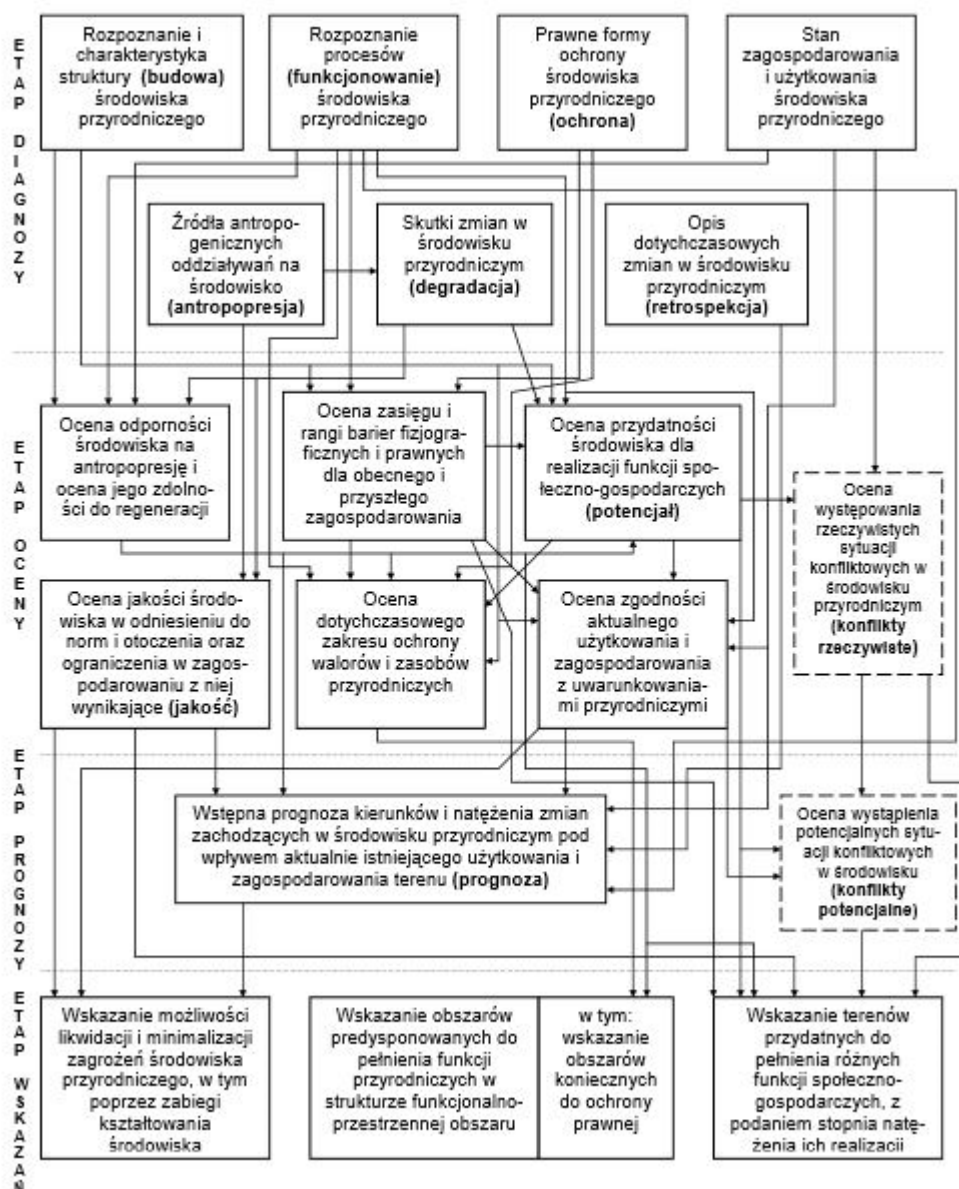 ETAP DIAGNOZY
Rozpoznanie i
charakterystyka
struktury (budowa)
środowiska
przyrodniczego
Rozpoznanie
procesów
(funkcjonowanie)
środowiska
przyrodniczego
Prawne formy
ochrony
środowiska
przyrodniczego
(ochrona)
Stan
zagospodarowania
i użytkowania
środowiska
przyrodniczego
Źródła antropo-
genicznych
oddziaływań na
środowisko
(antropopresja)
Skutki zmian w
środowisku
przyrodniczym
(degradacja)
Opis
dotychczasowych
zmian w środowisku
przyrodniczym
(retrospekcja)
ETAP OCENY
Ocena odporności
środowiska na
antropopresję i
ocena jego zdolno-
ści do regeneracji
Ocena zasięgu i
rangi barier fizjogra-
ficznych i prawnych
dla obecnego i
przyszłego
zagospodarowania
Ocena przydatności
środowiska dla
realizacji funkcji spo-
łeczno-gospodarczych
(potencjał)
Ocena
występowania
rzeczywistych
sytuacji
konfliktowych w
środowisku
przyrodniczym
(konflikty
rzeczywiste)
Ocena jakości środo-
wiska w odniesieniu do
norm i otoczenia oraz
ograniczenia w zagos-
podarowaniu z niej
wynikające (jakość)
Ocena
dotychczasowego
zakresu ochrony
walorów i zasobów
przyrodniczych
Ocena zgodności
aktualnego
użytkowania i
zagospodarowania
z uwarunkowania-
mi przyrodniczymi
ETAP PROGNOZY
Wstępna prognoza kierunków i natężenia zmian
zachodzących w środowisku przyrodniczym pod
wpływem aktualnie istniejącego użytkowania i
zagospodarowania terenu (prognoza)
Ocena wystąpienia
potencjalnych sytu-
acji konfliktowych
w środowisku
(konflikty
potencjalne)
ETAP WSKAZAŃ
Wskazanie możliwości
likwidacji i minimalizacji
zagrożeń środowiska
przyrodniczego, w tym
poprzez zabiegi
kształtowania
środowiska
Wskazanie obszarów
predysponowanych do
pełnienia funkcji
przyrodniczych w
strukturze funkcjonalno-
przestrzennej obszaru
w tym:
wskazanie
obszarów
koniecznych
do ochrony
prawnej
Wskazanie terenów
przydatnych do
pełnienia różnych
funkcji społeczno-
gospodarczych, z
podaniem stopnia natę-
żenia ich realizacji